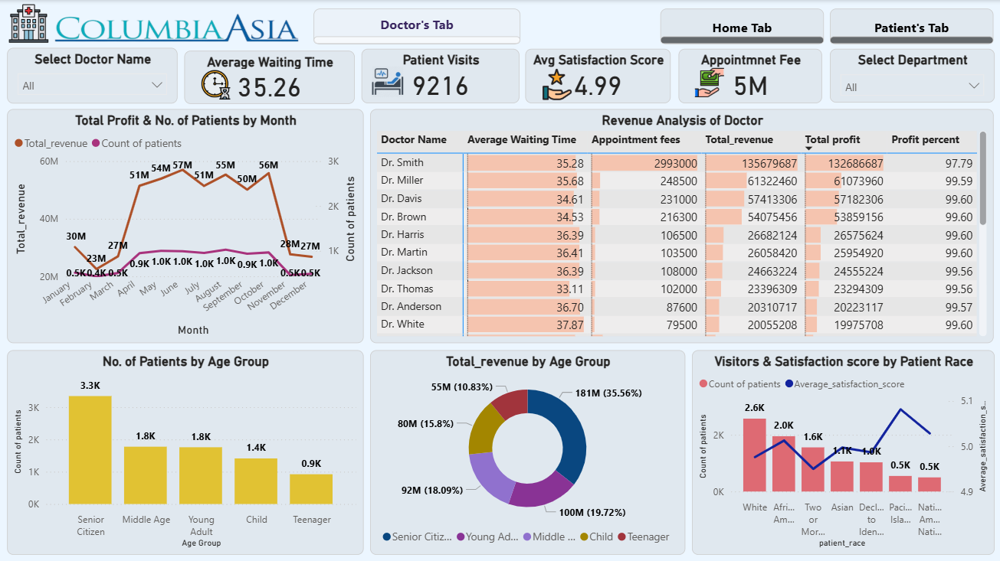 COLUMBIAASIA
Doctor's Tab
Home Tab
Patient's Tab
Select Doctor Name
All
Average Waiting Time
35.26
Patient Visits
9216
Avg Satisfaction Score
4.99
Appointmnet Fee
5M
Select Department
All
Total Profit & No. of Patients by Month
Total_revenue Count of patients
60M
40M
20M
3K
2K
1K
Total_revenue
Count of patients
30M
23M
27M
51M
54M
57M
51M
55M
50M
56M
28M
27M
0.5K
0.4K
0.5K
0.9K
1.0K
1.0K
1.0K
1.0K
0.9K
1.0K
0.5K
0.5K
January
February
March
April
May
June
July
August
September
October
November
December
Month
Revenue Analysis of Doctor
Doctor Name Average Waiting Time Appointment fees Total_revenue Total profit Profit percent
Dr. Smith 35.28 2993000 135679687 132686687 97.79
Dr. Miller 35.68 248500 61322460 61073960 99.59
Dr. Davis 34.61 231000 57413306 57182306 99.60
Dr. Brown 34.53 216300 54075456 53859156 99.60
Dr. Harris 36.39 106500 26682124 26575624 99.60
Dr. Martin 36.41 103500 26058420 25954920 99.60
Dr. Jackson 36.39 108000 24663224 24555224 99.56
Dr. Thomas 33.11 102000 23396309 23294309 99.56
Dr. Anderson 36.70 87600 20310717 20223117 99.57
Dr. White 37.87 79500 20055208 19975708 99.60
No. of Patients by Age Group
Count of patients
3K
2K
1K
0K
3.3K
1.8K
1.8K
1.4K
0.9K
Senior
Citizen
Middle Age
Young
Adult
Child
Teenager
Age Group
Total_revenue by Age Group
55M (10.83%)
181M (35.56%)
80M (15.8%)
92M (18.09%)
100M (19.72%)
Senior Citiz... Young Ad... Middle ... Child Teenager
Visitors & Satisfaction score by Patient Race
Count of patients Average_satisfaction_score
Count of patients
2K
0K
2.6K
2.0K
1.6K
1.1K
1.0K
0.5K
0.5K
5.1
5.0
4.9
Average_satisfaction_s...
White
Afri...
Am...
Two
or
Mor...
Asian
Decl...
to
Iden...
Paci...
Isla...
Nati...
Am...
Nati...
patient_race